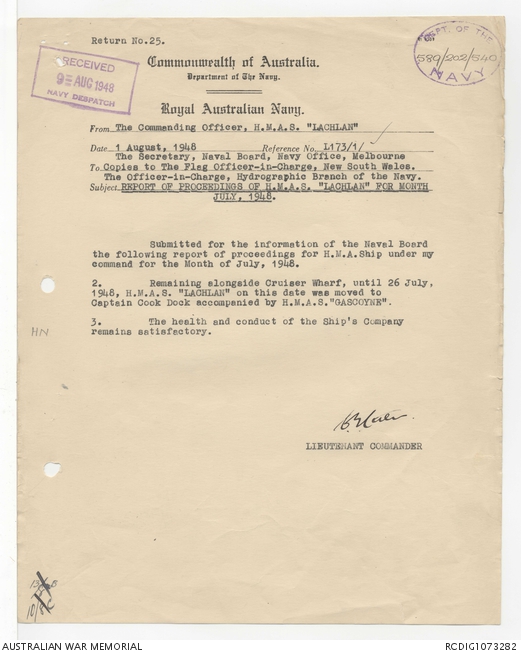 Return No.25.
RECEIVED
9 = AUG 1948
NAVY DESPATCH
Commonwealth of Australia.
Department of The Navy.
DEPT. OF THE
589/202/540
NAVY
Royal Australian Navy.
From The Commanding Officer, H.M.A.S. "LACHLAN"
Date 1 August, 1948 Reference No. L173/1/
The Secretary, Naval Board, Navy Office, Melbourne
To Copies to The Flag Officer-in-Charge, New South Wales.
The Officer-in-Charge, Hydrographic Branch of the Navy.
Subject REPORT OF PROCEEDINGS OF H.M.A.S. "LACHLAN" FOR MONTH
JULY, 1948.
Submitted for the information of the Naval Board
the following report of proceedings for H.M.A.Ship under my
command for the Month of July, 1948.
2. Remaining alongside Cruiser Wharf, until 26 July,
1948, H.M.A.S. "LACHLAN" on this date was moved to
Captain Cook Dock accompanied by H.M.A.S."GASCOYNE".
HN
3. The health and conduct of the Ship's Company
remains satisfactory.
LIEUTENANT COMMANDER
AUSTRALIAN WAR MEMORIAL
RCDIG1073282